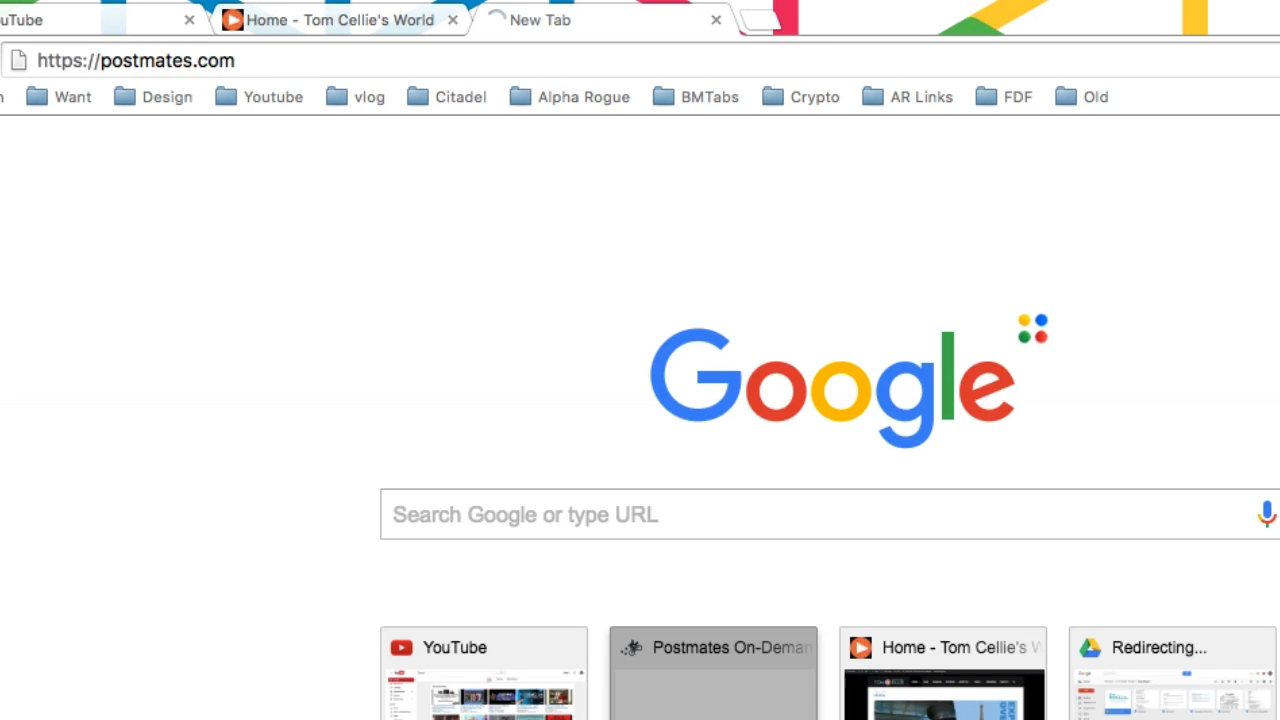 uTube
Home - Tom Cellie's World
New Tab
https://postmates.com
Want
Design
Youtube
vlog
Citadel
Alpha Rogue
BMTabs
Crypto
AR Links
FDF
Old
Google
Search Google or type URL
YouTube
Postmates On-Deman
Home - Tom Cellie's W
Redirecting...